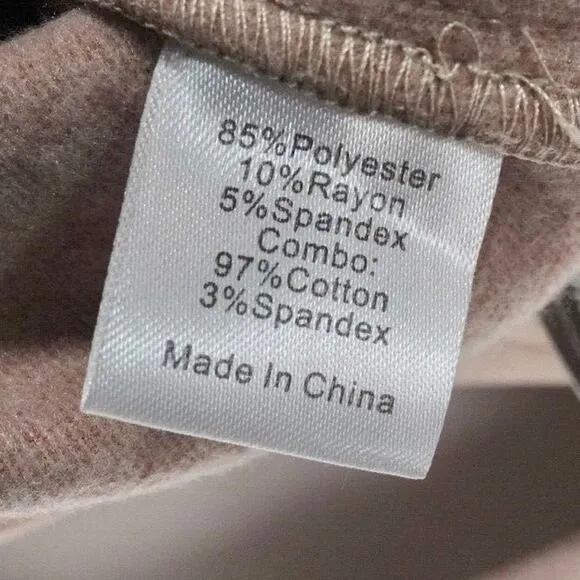 85%Polyester
10%Rayon
5%Spandex
Combo:
97%Cotton
3%Spandex
Made In China